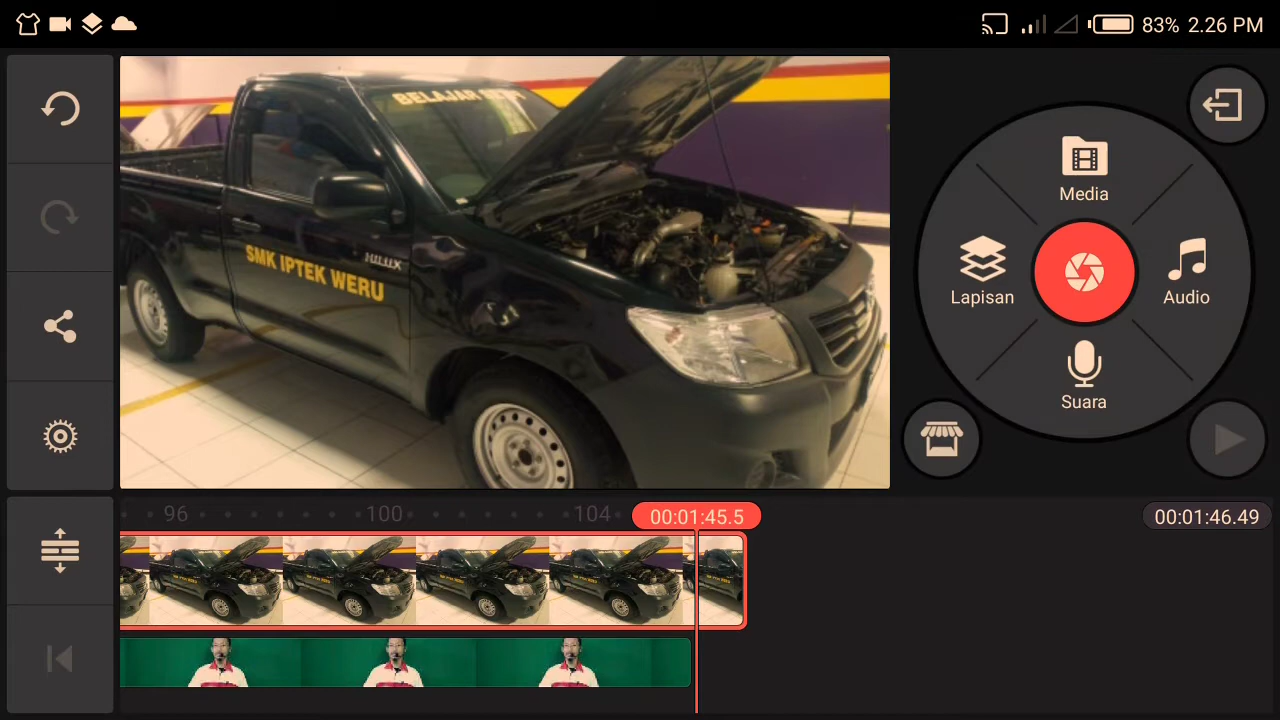 83% 2.26 PM
BELAJAR
HILUX
SMK IPTEK WERU
Media
Lapisan
Audio
Suara
96
100
104
00:01:45.5
00:01:46.49